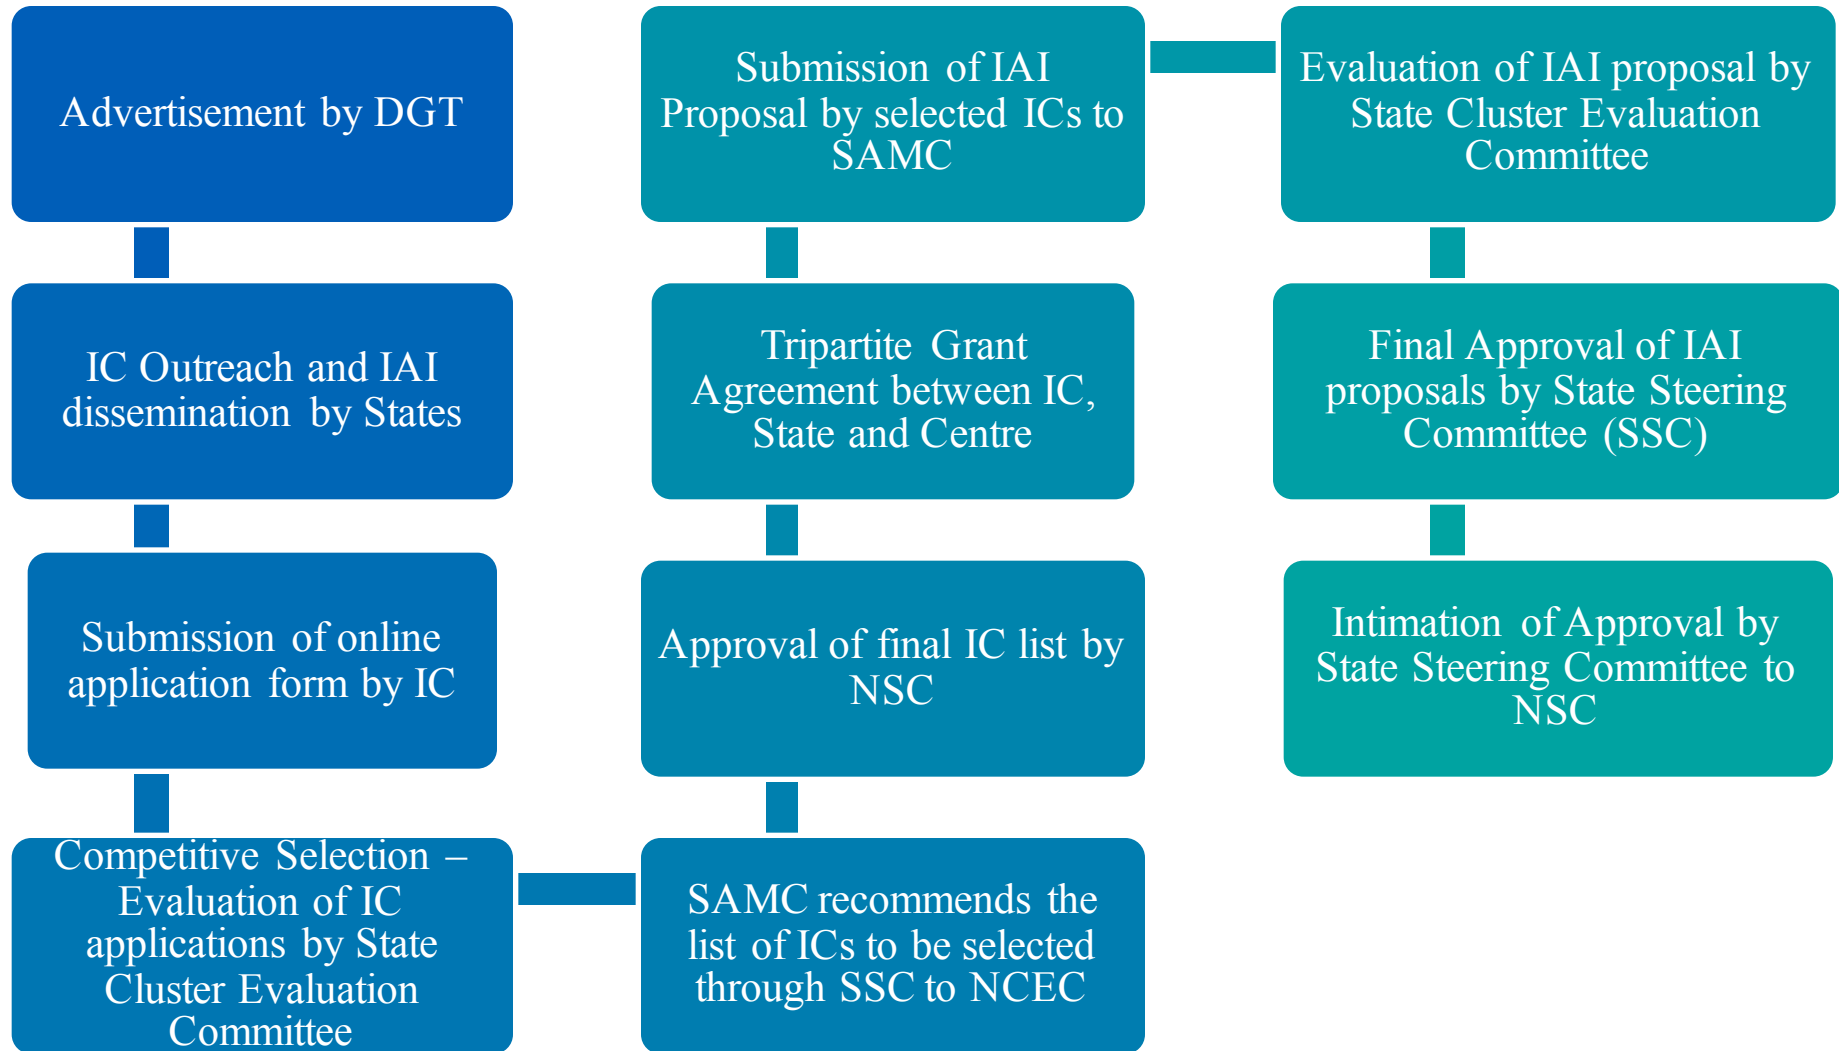 Advertisement by DGT
IC Outreach and IAI
dissemination by States
Submission of online
application form by IC
Competitive Selection –
Evaluation of IC
applications by State
Cluster Evaluation
Committee
SAMC recommends the
list of ICs to be selected
through SSC to NCEC
Approval of final IC list by
NSC
Tripartite Grant
Agreement between IC,
State and Centre
Submission of IAI
Proposal by selected ICs to
SAMC
Evaluation of IAI proposal by
State Cluster Evaluation
Committee
Final Approval of IAI
proposals by State Steering
Committee (SSC)
Intimation of Approval by
State Steering Committee to
NSC